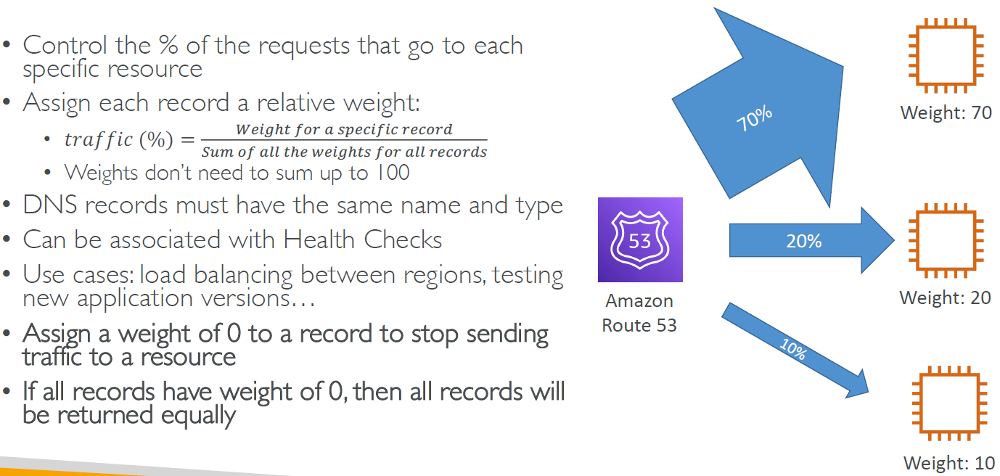 • Control the % of the requests that go to each
specific resource
• Assign each record a relative weight:
• traffic (%) = Weight for a specific record / Sum of all the weights for all records
• Weights don’t need to sum up to 100
• DNS records must have the same name and type
• Can be associated with Health Checks
• Use cases: load balancing between regions, testing
new application versions…
• Assign a weight of 0 to a record to stop sending
traffic to a resource
• If all records have weight of 0, then all records will
be returned equally
70%
Weight: 70
53
Amazon
Route 53
20%
Weight: 20
10%
Weight: 10